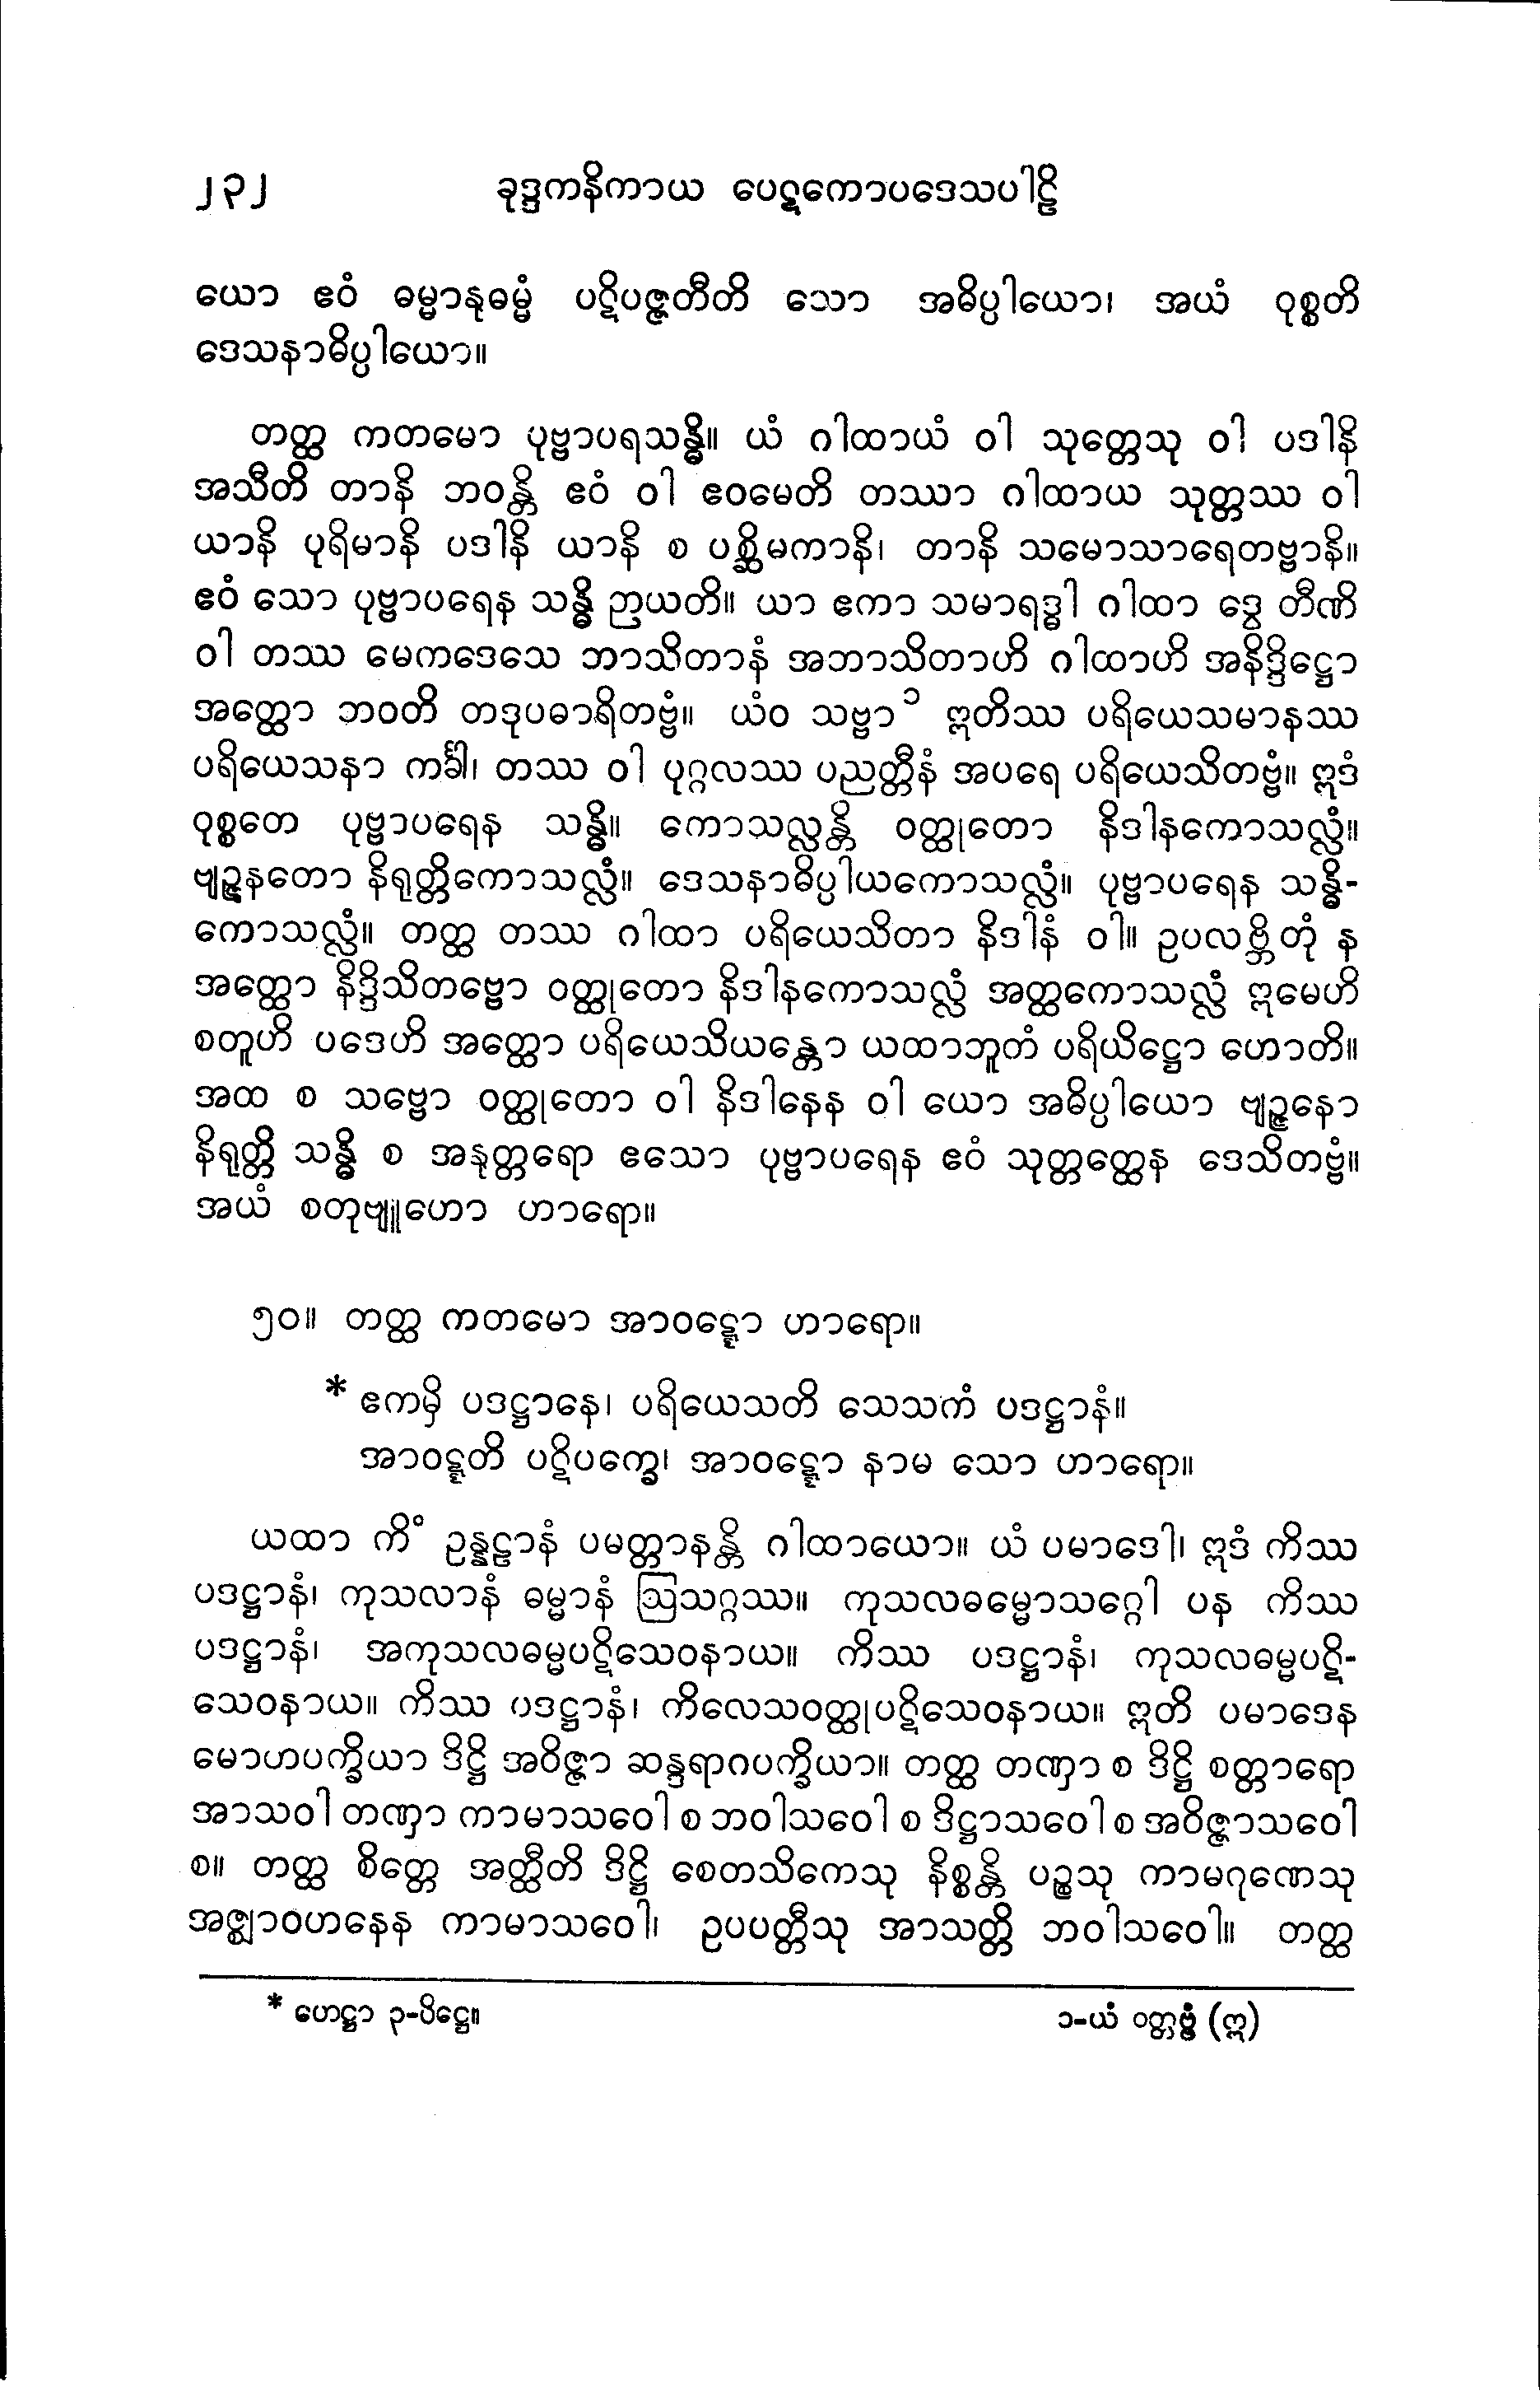 ၂၃၂ ခုဒ္ဒကနိကာယ ပေဋကောပဒေသပါဠိ
ယော ဧဝံ ဓမ္မာနုဓမ္မံ ပဋိပဇ္ဇတီတိ သော အဓိပ္ပါယော၊ အယံ ဝုစ္စတိ
ဒေသနာဓိပ္ပါယော။
တတ္ထ ကတမော ပုဗ္ဗာပရသန္ဓိ။ ယံ ဂါထာယံ ဝါ သုတ္တေသု ဝါ ပဒါနိ
အသီတိ တာနိ ဘဝန္တိ ဧဝံ ဝါ ဧဝမေတိ တဿာ ဂါထာယ သုတ္တဿ ဝါ
ယာနိ ပုရိမာနိ ပဒါနိ ယာနိ စ ပစ္ဆိမကာနိ၊ တာနိ သမောသာရေတဗ္ဗာနိ။
ဧဝံ သော ပုဗ္ဗာပရေန သန္ဓိ ဉာယတိ။ ယာ ဧကာ သမာရဒ္ဓါ ဂါထာ ဒွေ တီဏိ
ဝါ တဿ မေကဒေသေ ဘာသိတာနံ အဘာသိတာဟိ ဂါထာဟိ အနိဒ္ဒိဋ္ဌော
အတ္ထော ဘဝတိ တဒုပဓာရိတဗ္ဗံ။ ယံဝ သဗ္ဗာ ၁ ဣတိဿ ပရိယေသမာနဿ
ပရိယေသနာ ကင်္ခါ၊ တဿ ဝါ ပုဂ္ဂလဿ ပညတ္တီနံ အပရေ ပရိယေသိတဗ္ဗံ။ ဣဒံ
ဝုစ္စတေ ပုဗ္ဗာပရေန သန္ဓိ။ ကောသလ္လန္တိ ဝတ္ထုတော နိဒါနကောသလ္လံ။
ဗျဉ္ဇနတော နိရုတ္တိကောသလ္လံ။ ဒေသနာဓိပ္ပါယကောသလ္လံ။ ပုဗ္ဗာပရေန သန္ဓိ-
ကောသလ္လံ။ တတ္ထ တဿ ဂါထာ ပရိယေသိတာ နိဒါနံ ဝါ။ ဥပလဗ္ဘိတုံ န
အတ္ထော နိဒ္ဒိသိတဗ္ဗော ဝတ္ထုတော နိဒါနကောသလ္လံ အတ္ထကောသလ္လံ ဣမေဟိ
စတူဟိ ပဒေဟိ အတ္ထော ပရိယေသိယန္တော ယထာဘူတံ ပရိယိဋ္ဌော ဟောတိ။
အထ စ သဗ္ဗော ဝတ္ထုတော ဝါ နိဒါနေန ဝါ ယော အဓိပ္ပါယော ဗျဉ္ဇနော
နိရုတ္တိ သန္ဓိ စ အနုတ္တရော ဧသော ပုဗ္ဗာပရေန ဧဝံ သုတ္တတ္ထေန ဒေသိတဗ္ဗံ။
အယံ စတုဗျူဟော ဟာရော။
၅၀။ တတ္ထ ကတမော အာဝဋ္ဋော ဟာရော။
* ဧကမှိ ပဒဋ္ဌာနေ၊ ပရိယေသတိ သေသကံ ပဒဋ္ဌာနံ။
အာဝဋ္ဋတိ ပဋိပက္ခေ၊ အာဝဋ္ဋော နာမ သော ဟာရော။
ယထာ ကိံ ဥန္နဠာနံ ပမတ္တာနန္တိ ဂါထာယော။ ယံ ပမာဒေါ၊ ဣဒံ ကိဿ
ပဒဋ္ဌာနံ၊ ကုသလာနံ ဓမ္မာနံ ဩသဂ္ဂဿ။ ကုသလဓမ္မောသဂ္ဂေါ ပန ကိဿ
ပဒဋ္ဌာနံ၊ အကုသလဓမ္မပဋိသေဝနာယ။ ကိဿ ပဒဋ္ဌာနံ၊ ကုသလဓမ္မပဋိ-
သေဝနာယ။ ကိဿ ပဒဋ္ဌာနံ၊ ကိလေသဝတ္ထုပဋိသေဝနာယ။ ဣတိ ပမာဒေန
မောဟပက္ခိယာ ဒိဋ္ဌိ အဝိဇ္ဇာ ဆန္ဒရာဂပက္ခိယာ။ တတ္ထ တဏှာ စ ဒိဋ္ဌိ စတ္တာရော
အာသဝါ တဏှာ ကာမာသဝေါ စ ဘဝါသဝေါ စ ဒိဋ္ဌာသဝေါ စ အဝိဇ္ဇာသဝေါ
စ။ တတ္ထ စိတ္တေ အတ္ထီတိ ဒိဋ္ဌိ စေတသိကေသု နိစ္စန္တိ ပဉ္စသု ကာမဂုဏေသု
အဇ္ဈာဝဟနေန ကာမာသဝေါ၊ ဥပပတ္တီသု အာသတ္တိ ဘဝါသဝေါ။ တတ္ထ
* ဟေဋ္ဌာ ၃-ပိဋ္ဌေ။ ၁-ယံ ဝတ္တဗ္ဗံ (ဣ)